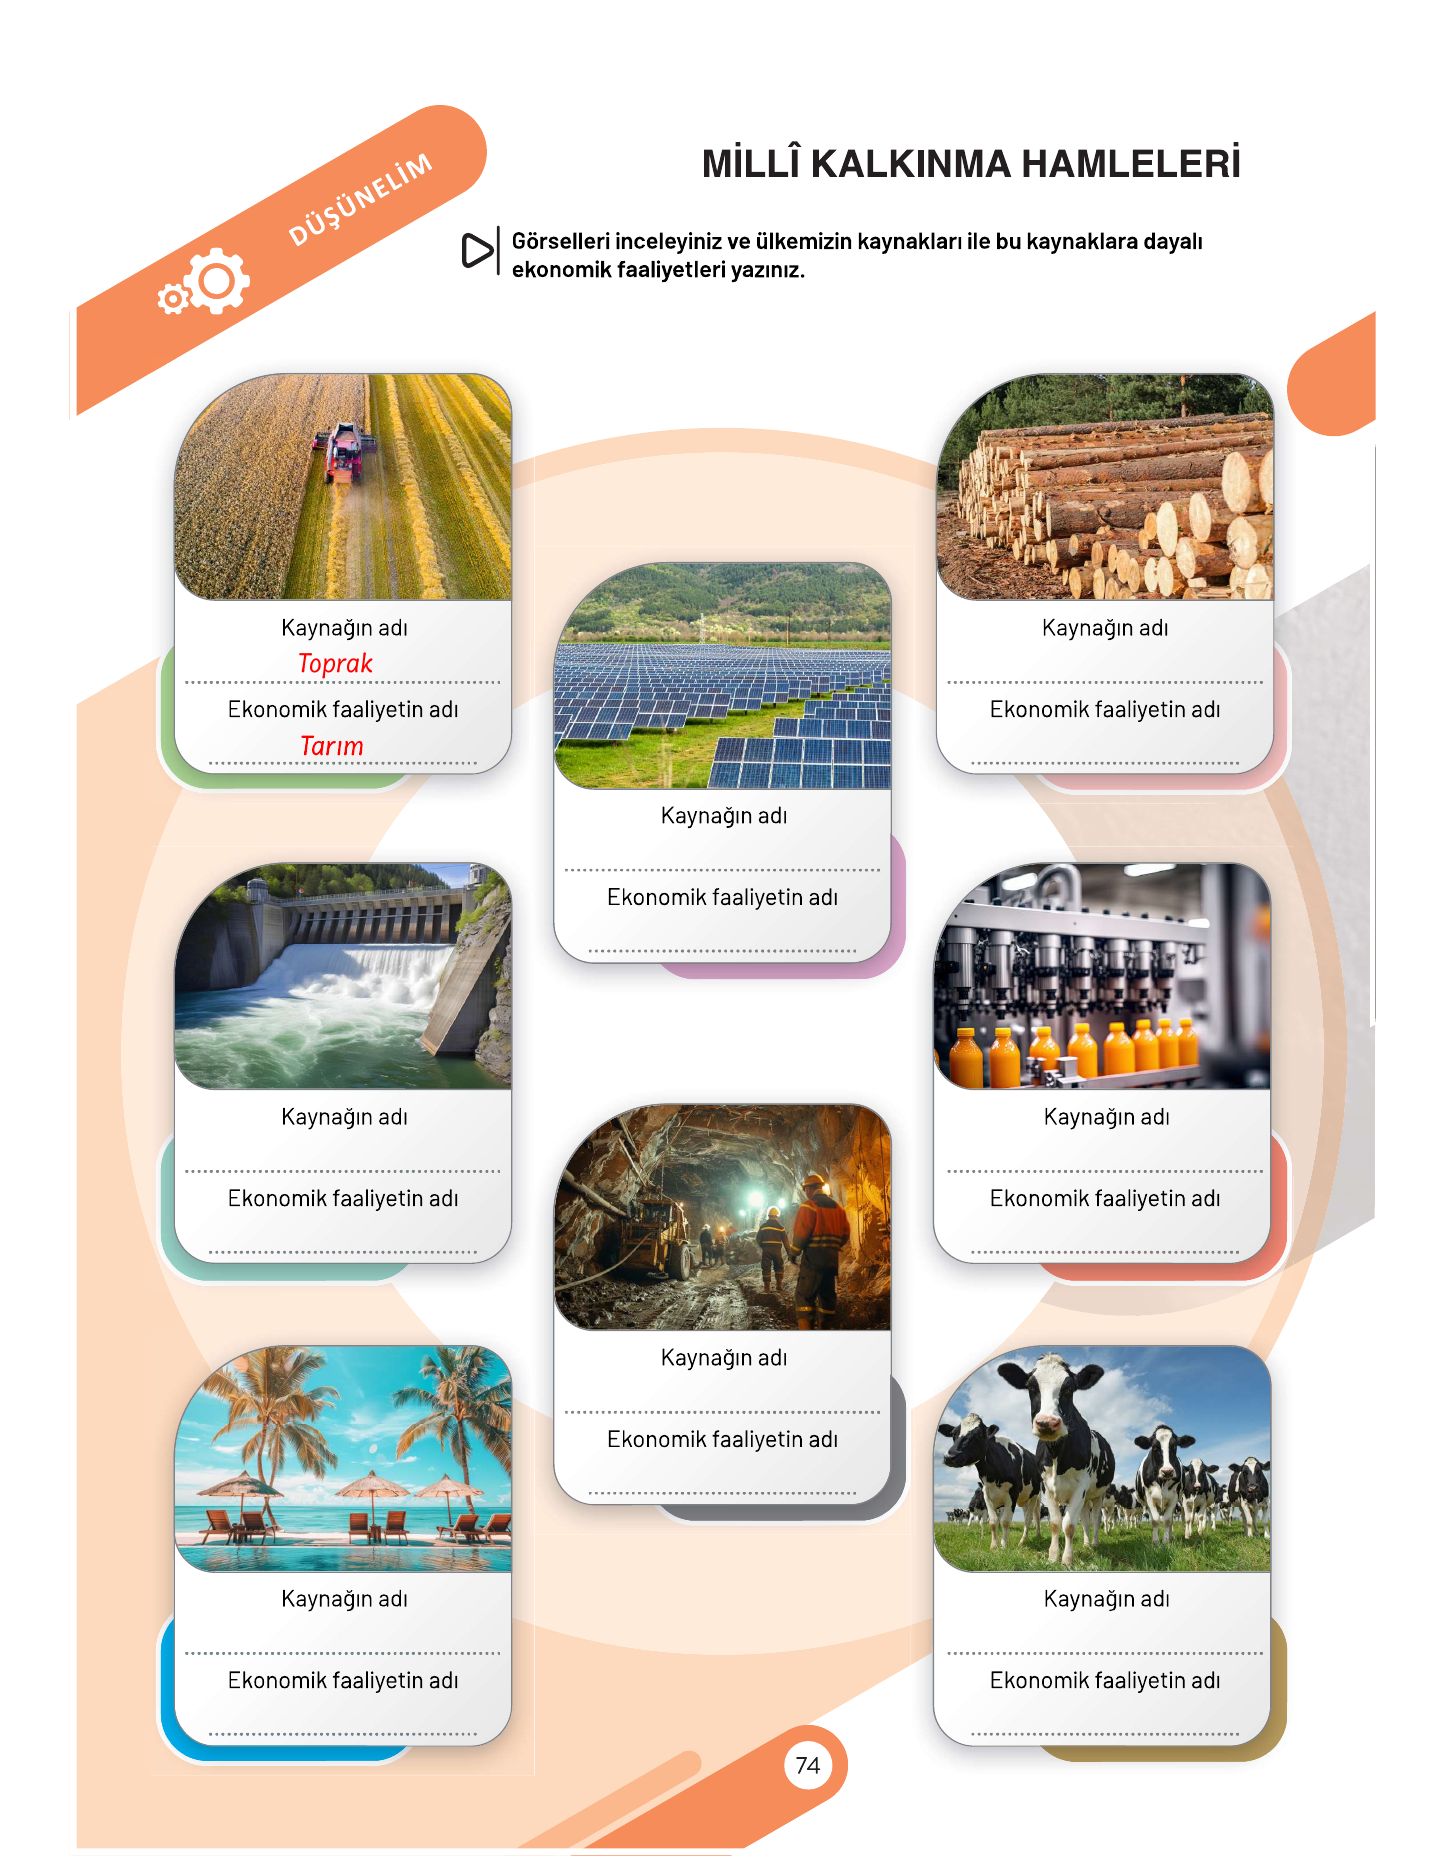 DÜŞÜNELİM
MİLLÎ KALKINMA HAMLELERİ
Görselleri inceleyiniz ve ülkemizin kaynakları ile bu kaynaklara dayalı
ekonomik faaliyetleri yazınız.
Kaynağın adı
Toprak
Ekonomik faaliyetin adı
Tarım
Kaynağın adı
Ekonomik faaliyetin adı
Kaynağın adı
Ekonomik faaliyetin adı
Kaynağın adı
Ekonomik faaliyetin adı
Kaynağın adı
Ekonomik faaliyetin adı
Kaynağın adı
Ekonomik faaliyetin adı
Kaynağın adı
Ekonomik faaliyetin adı
Kaynağın adı
Ekonomik faaliyetin adı
74